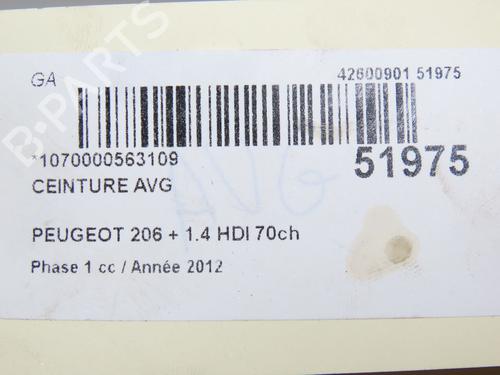 GA
42600901 51975
*1070000563109
51975
CEINTURE AVG
AVG
PEUGEOT 206 + 1.4 HDI 70ch
Phase 1 cc / Année 2012
B-PARTS